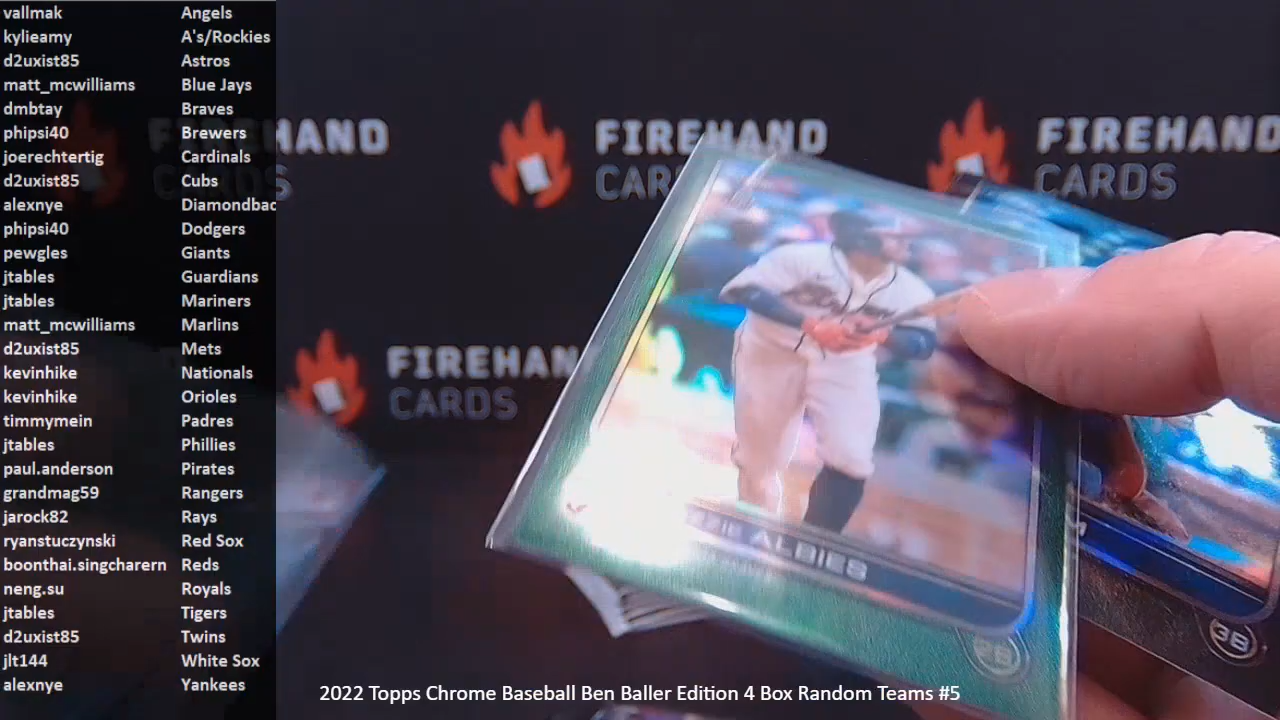 vallmak Angels
kylieamy A's/Rockies
d2uxist85 Astros
matt_mcwilliams Blue Jays
dmbtay Braves
phipsi40 Brewers
joerechtertig Cardinals
d2uxist85 Cubs
alexnye Diamondbac
phipsi40 Dodgers
pewgles Giants
jtables Guardians
jtables Mariners
matt_mcwilliams Marlins
d2uxist85 Mets
kevinhike Nationals
kevinhike Orioles
timmymein Padres
jtables Phillies
paul.anderson Pirates
grandmag59 Rangers
jarock82 Rays
ryanstuczynski Red Sox
boonthai.singcharern Reds
neng.su Royals
jtables Tigers
d2uxist85 Twins
jlt144 White Sox
alexnye Yankees
FIREHAND
CARDS
FIREHAND
CARDS
FIREHAND
CARDS
FIREHAN
CARDS
ALBIES
2B
3B
2022 Topps Chrome Baseball Ben Baller Edition 4 Box Random Teams #5